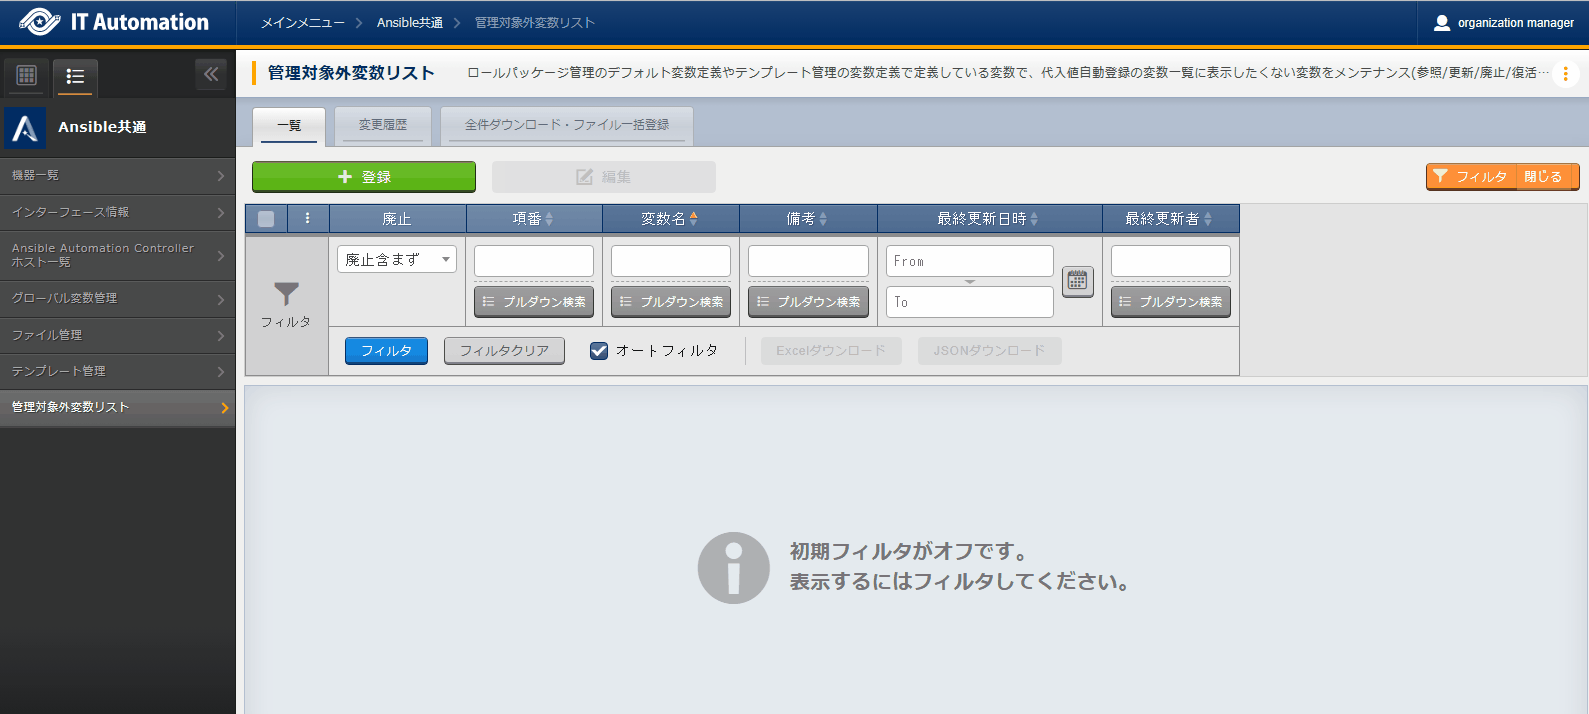 IT Automation
メインメニュー
Ansible共通
管理対象外変数リスト
organization manager
管理対象外変数リスト
ロールパッケージ管理のデフォルト変数定義やテンプレート管理の変数定義で定義している変数で、代入値自動登録の変数一覧に表示したくない変数をメンテナンス(参照/更新/廃止/復活…
Ansible共通
機器一覧
インターフェース情報
Ansible Automation Controller
ホスト一覧
グローバル変数管理
ファイル管理
テンプレート管理
管理対象外変数リスト
一覧
変更履歴
全件ダウンロード・ファイル一括登録
登録
編集
フィルタ 閉じる
廃止 項番 変数名 備考 最終更新日時 最終更新者
フィルタ
廃止含まず
From
To
プルダウン検索 プルダウン検索 プルダウン検索 プルダウン検索
フィルタ フィルタクリア オートフィルタ Excelダウンロード JSONダウンロード
初期フィルタがオフです。
表示するにはフィルタしてください。